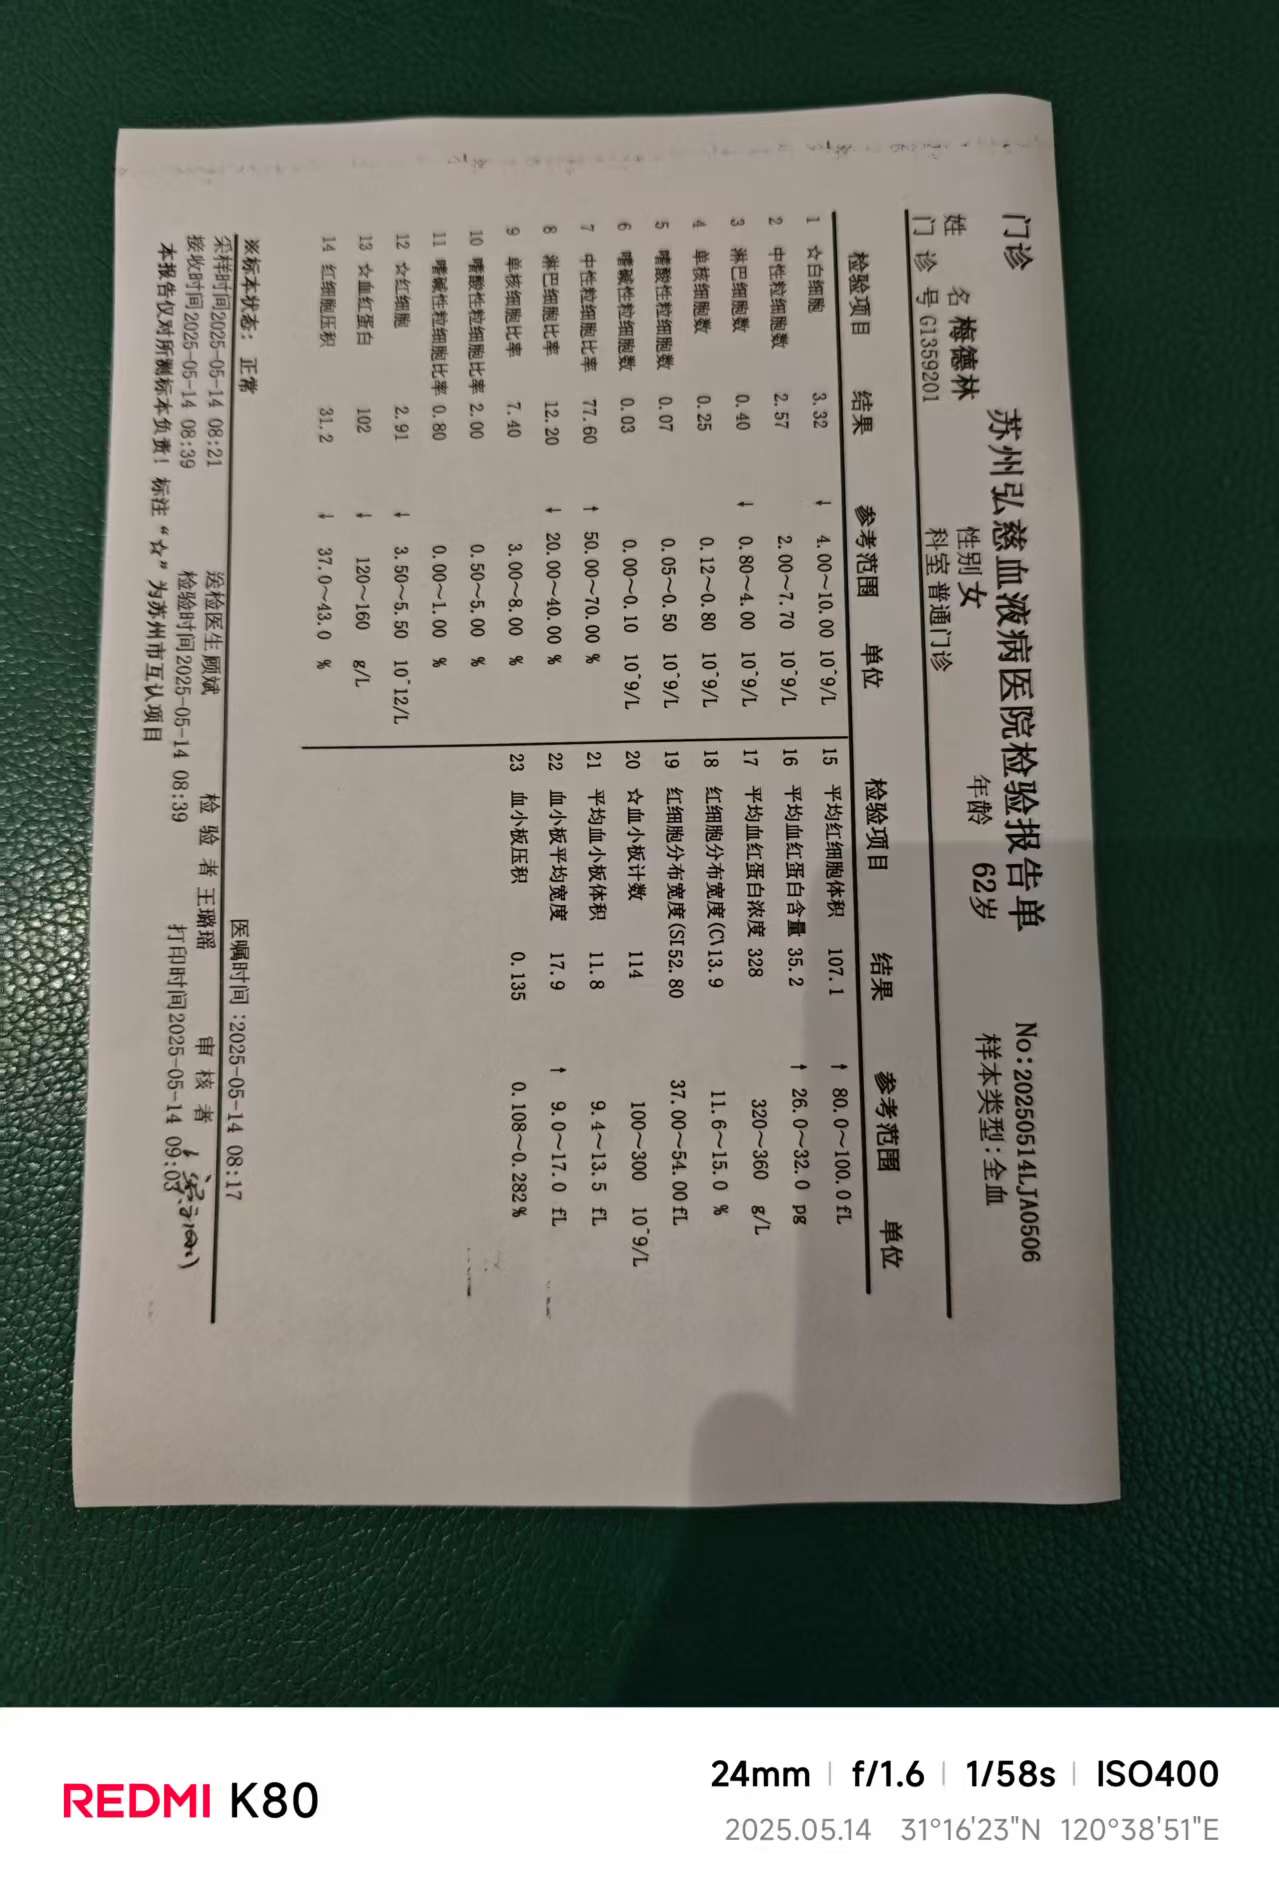 门诊 苏州弘慈血液病医院检验报告单 No:20250514LJA0506
姓 名 梅德林 性别 女 年龄 62岁 样本类型:全血
门 诊 号 G1359201 科室 普通门诊
检验项目 结果 参考范围 单位 检验项目 结果 参考范围 单位
1 ☆白细胞 3.32 ↓ 4.00~10.00 10^9/L 15 平均红细胞体积 107.1 ↑ 80.0~100.0 fL
2 中性粒细胞数 2.57 2.00~7.70 10^9/L 16 平均血红蛋白含量 35.2 ↑ 26.0~32.0 pg
3 淋巴细胞数 0.40 ↓ 0.80~4.00 10^9/L 17 平均血红蛋白浓度 328 320~360 g/L
4 单核细胞数 0.25 0.12~0.80 10^9/L 18 红细胞分布宽度(C\13.9 11.6~15.0 %
5 嗜酸性粒细胞数 0.07 0.05~0.50 10^9/L 19 红细胞分布宽度(SI52.80 37.00~54.00 fL
6 嗜碱性粒细胞数 0.03 0.00~0.10 10^9/L 20 ☆血小板计数 114 100~300 10^9/L
7 中性粒细胞比率 77.60 ↑ 50.00~70.00 % 21 平均血小板体积 11.8 9.4~13.5 fL
8 淋巴细胞比率 12.20 ↓ 20.00~40.00 % 22 血小板平均宽度 17.9 ↑ 9.0~17.0 fL
9 单核细胞比率 7.40 3.00~8.00 % 23 血小板压积 0.135 0.108~0.282 %
10 嗜酸性粒细胞比率 2.00 0.50~5.00 %
11 嗜碱性粒细胞比率 0.80 0.00~1.00 %
12 ☆红细胞 2.91 ↓ 3.50~5.50 10^12/L
13 ☆血红蛋白 102 ↓ 120~160 g/L
14 红细胞压积 31.2 ↓ 37.0~43.0 %
※标本状态: 正常 医嘱时间:2025-05-14 08:17
采样时间2025-05-14 08:21 送检医生 顾斌 检 验 者 王璐瑶 审 核 者
接收时间2025-05-14 08:39 检验时间2025-05-14 08:39 打印时间2025-05-14 09:03
本报告仅对所测标本负责! 标注“☆”为苏州市互认项目
REDMI K80
24mm | f/1.6 | 1/58s | ISO400
2025.05.14 31°16'23"N 120°38'51"E